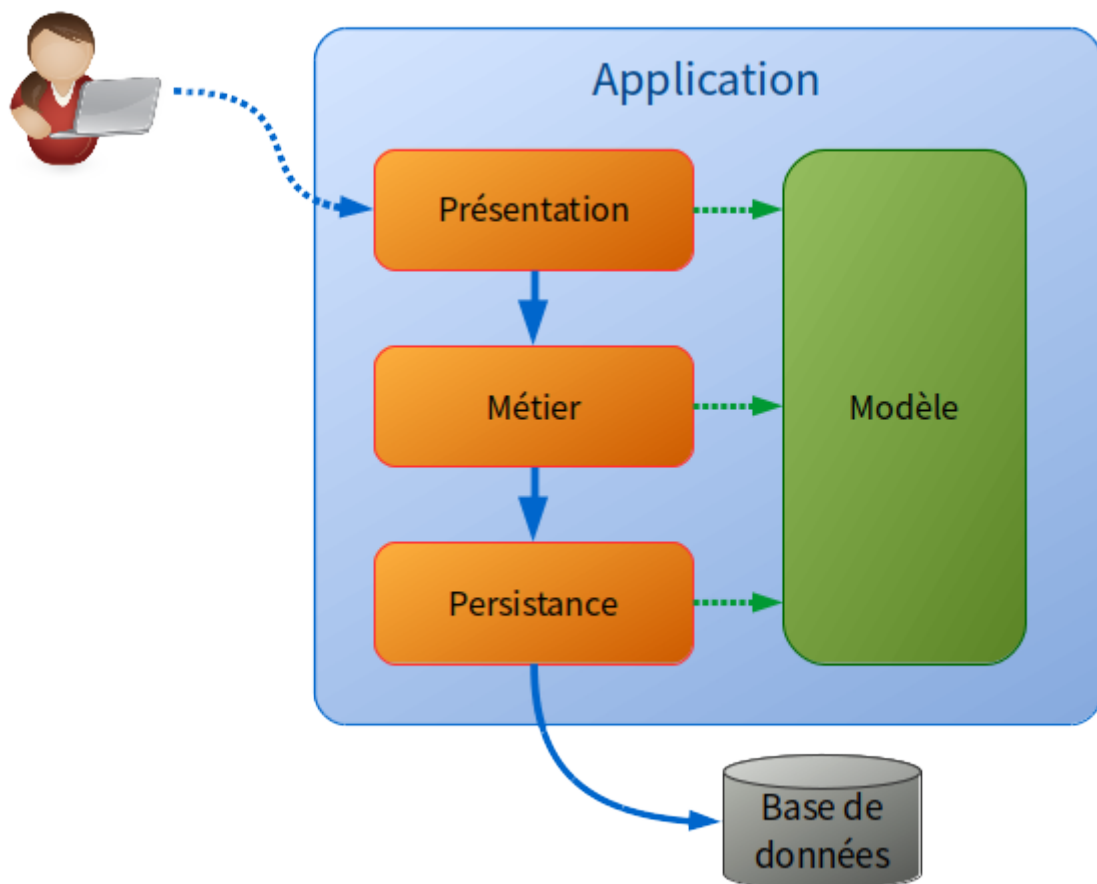 Application
Présentation
Métier
Modèle
Persistance
Base de
données